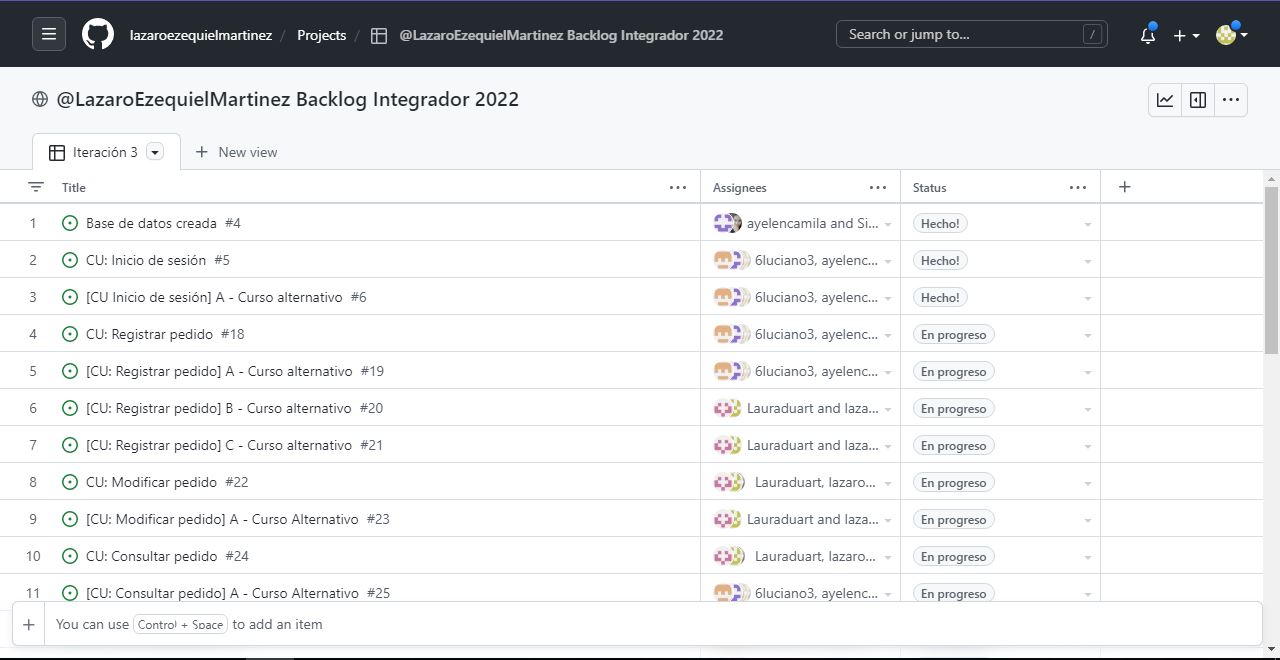 lazaroezequielmartinez / Projects / @LazaroEzequielMartinez Backlog Integrador 2022 Search or jump to... /
@LazaroEzequielMartinez Backlog Integrador 2022
Iteración 3 New view
Title Assignees Status
1 Base de datos creada #4 ayelencamila and Si... Hecho!
2 CU: Inicio de sesión #5 6luciano3, ayelenc... Hecho!
3 [CU Inicio de sesión] A - Curso alternativo #6 6luciano3, ayelenc... Hecho!
4 CU: Registrar pedido #18 6luciano3, ayelenc... En progreso
5 [CU: Registrar pedido] A - Curso alternativo #19 6luciano3, ayelenc... En progreso
6 [CU: Registrar pedido] B - Curso alternativo #20 Lauraduart and laza... En progreso
7 [CU: Registrar pedido] C - Curso alternativo #21 Lauraduart and laza... En progreso
8 CU: Modificar pedido #22 Lauraduart, lazaro... En progreso
9 [CU: Modificar pedido] A - Curso Alternativo #23 Lauraduart and laza... En progreso
10 CU: Consultar pedido #24 Lauraduart, lazaro... En progreso
11 [CU: Consultar pedido] A - Curso Alternativo #25 6luciano3, ayelenc... En progreso
You can use Control + Space to add an item